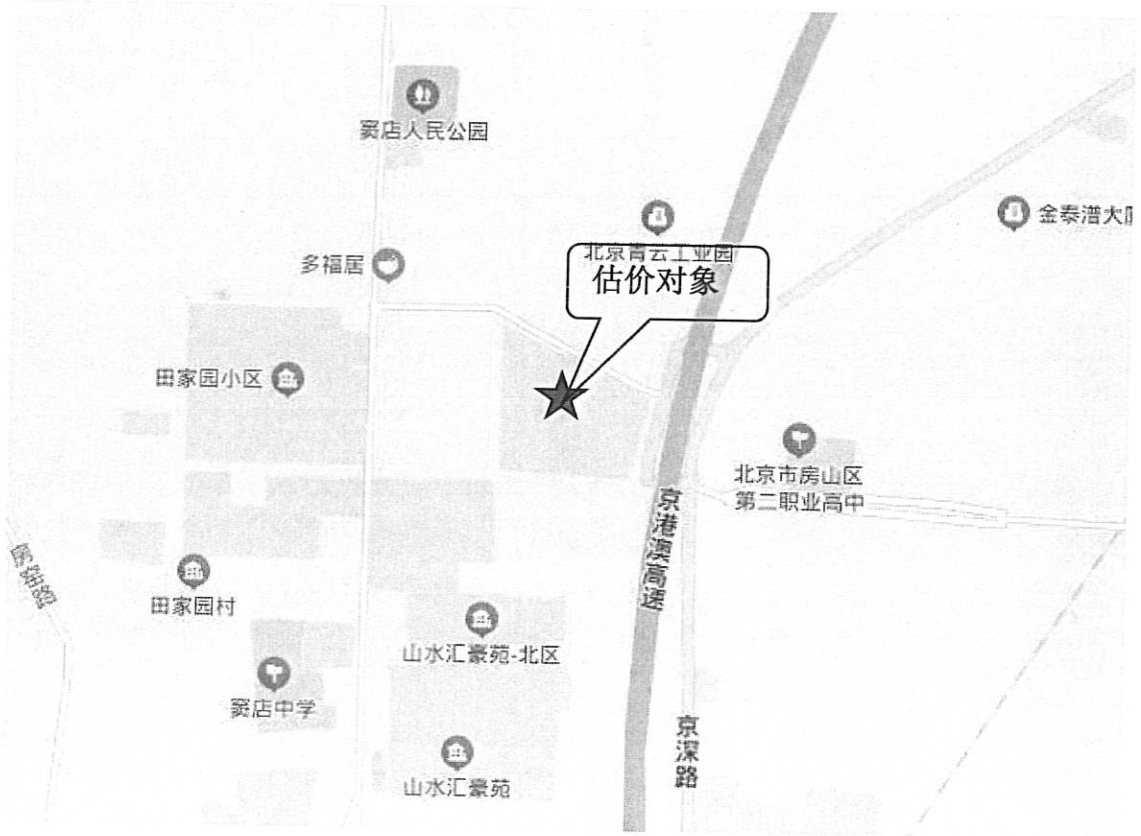 窦店人民公园
金泰潽大厦
北京青云工业园
估价对象
多福居
田家园小区
北京市房山区
第二职业高中
京港澳高速
房窑路
田家园村
山水汇豪苑-北区
窦店中学
京深路
山水汇豪苑